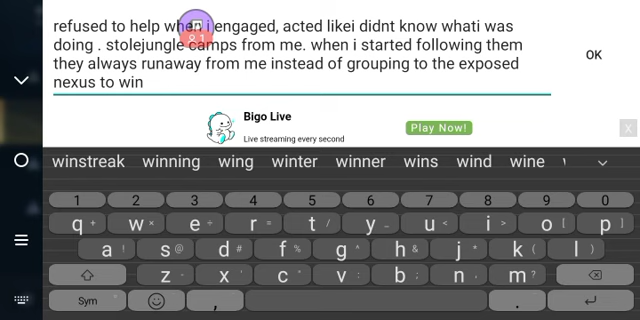 refused to help when i engaged, acted likei didnt know whati was
doing . stolejungle camps from me. when i started following them
they always runaway from me instead of grouping to the exposed
nexus to win
OK
1
Bigo Live
Live streaming every second
Play Now!
X
winstreak winning wing winter winner wins wind wine
1 2 3 4 5 6 7 8 9 0
q + w × e ÷ r = t / y _ u < i > o [ p ]
a ! s @ d # f % g ^ h & j * k ( l )
z - x ' c " v : b ; n , m ?
Sym , .